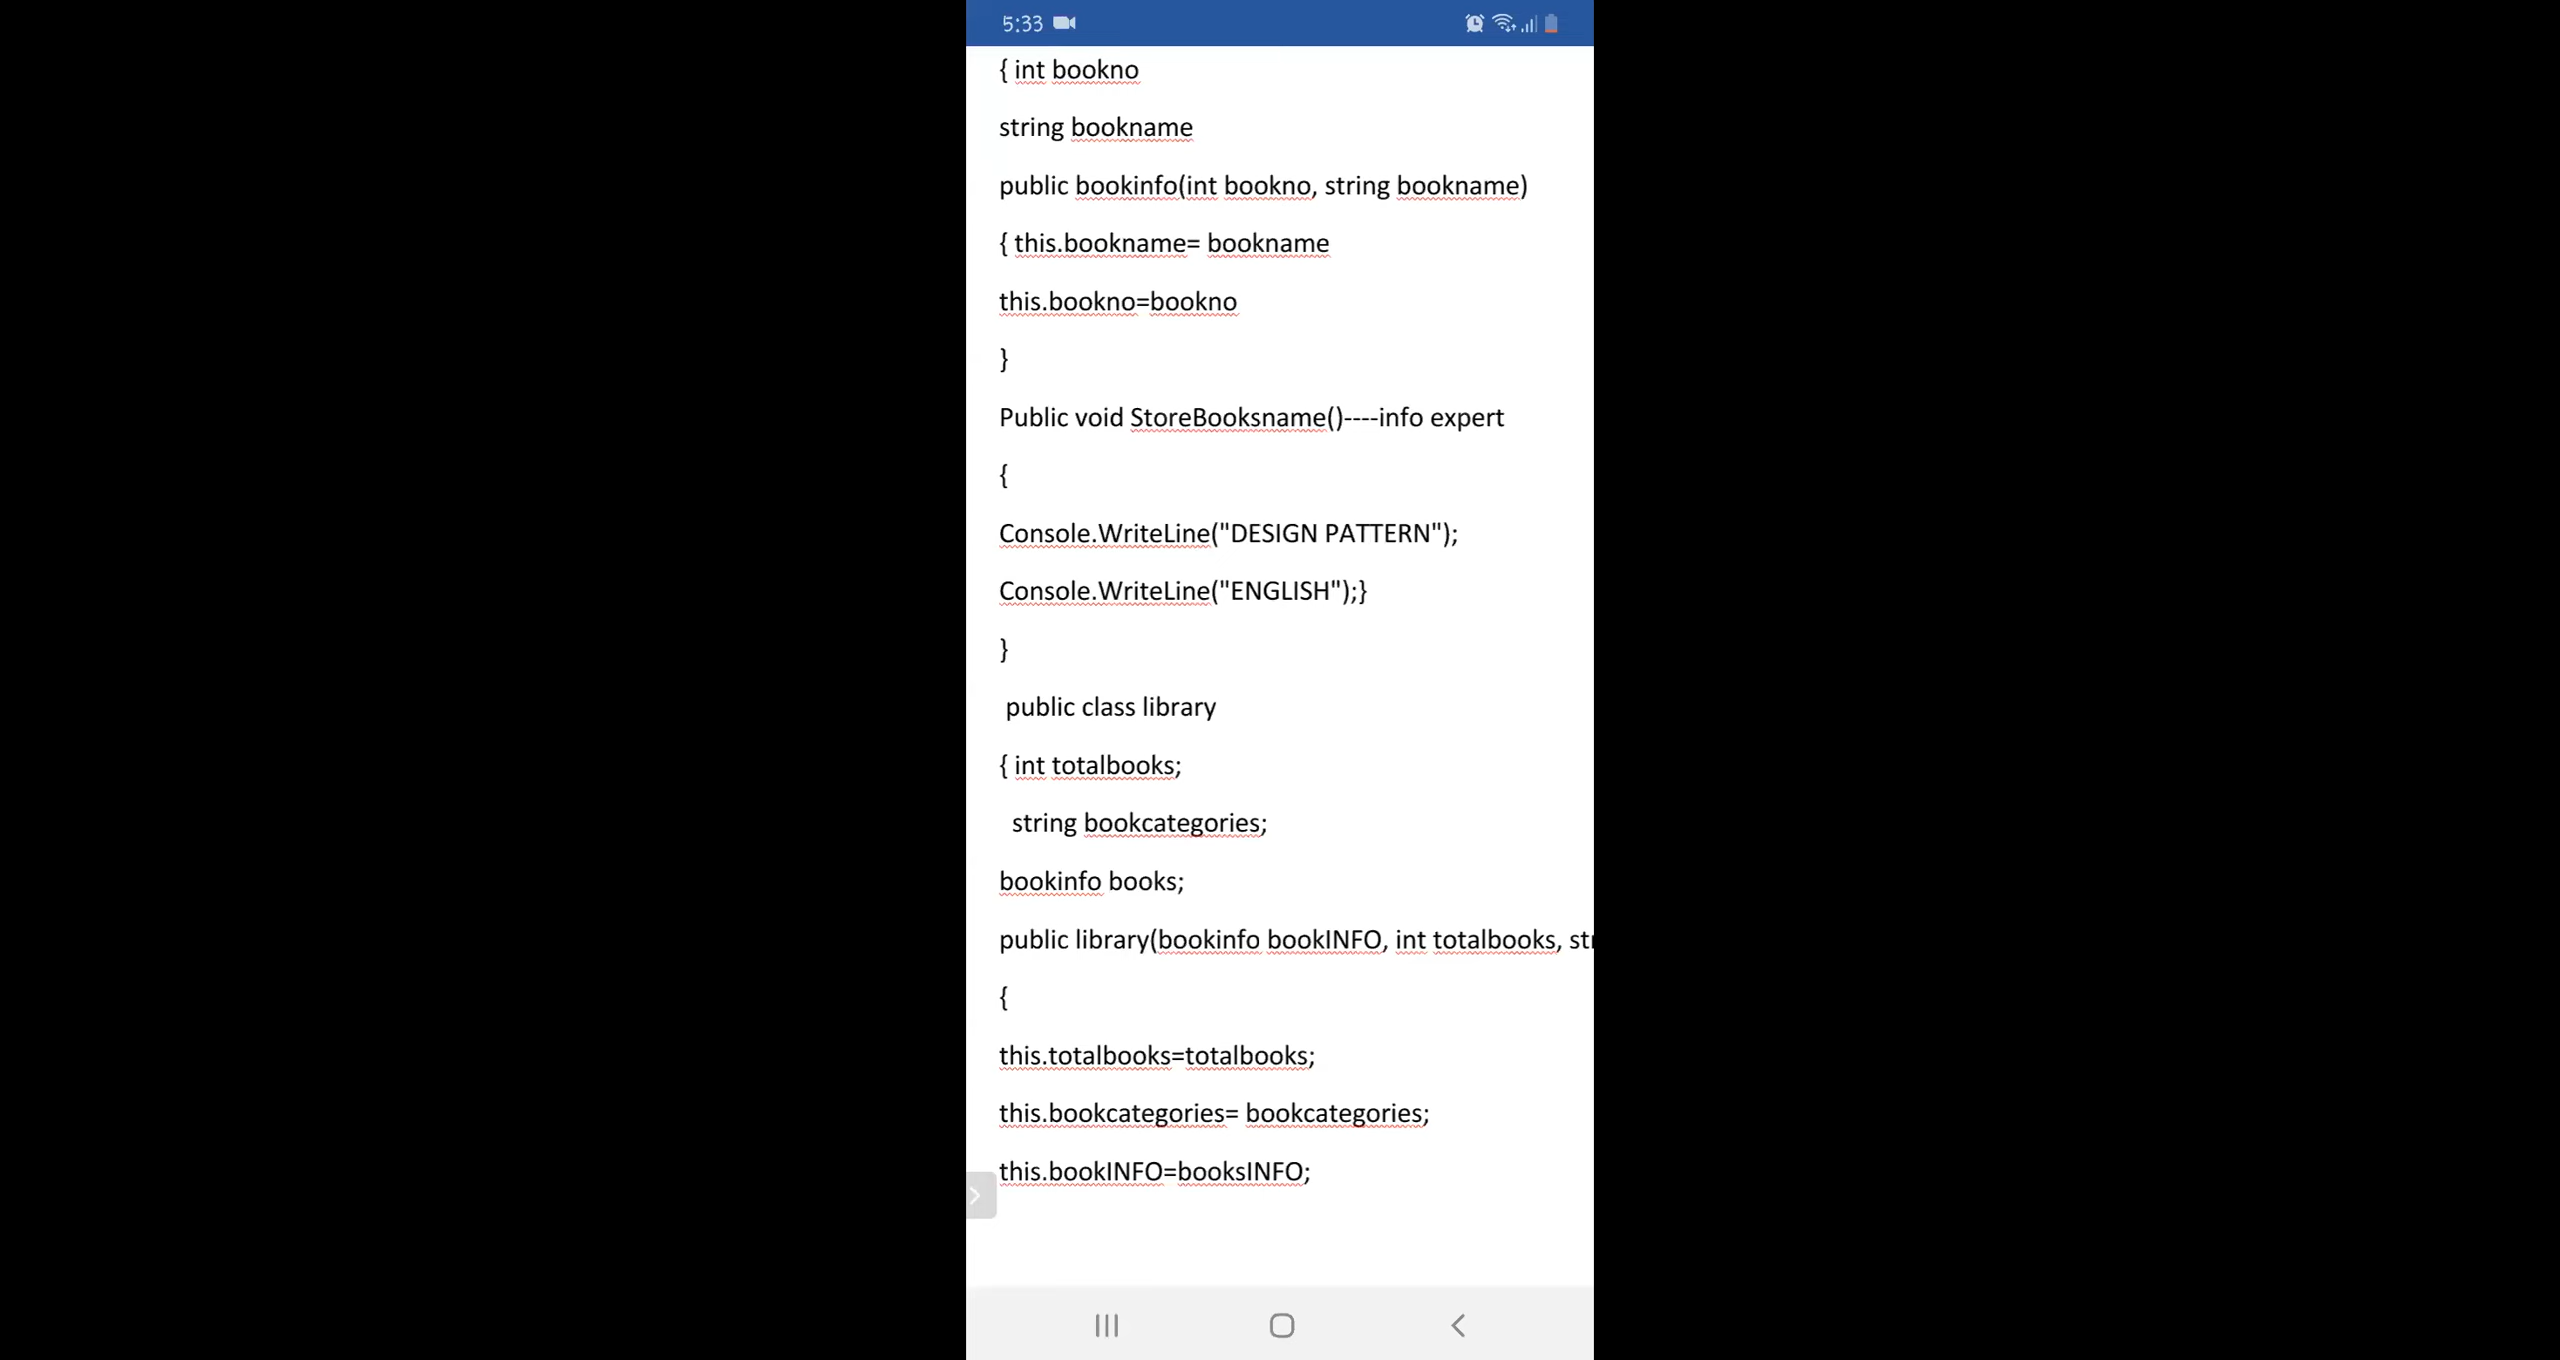 5:33
{ int bookno
string bookname
public bookinfo(int bookno, string bookname)
{ this.bookname= bookname
this.bookno=bookno
}
Public void StoreBooksname()----info expert
{
Console.WriteLine("DESIGN PATTERN");
Console.WriteLine("ENGLISH");}
}
public class library
{ int totalbooks;
string bookcategories;
bookinfo books;
public library(bookinfo bookINFO, int totalbooks,
{
this.totalbooks=totalbooks;
this.bookcategories= bookcategories;
this.bookINFO=booksINFO;